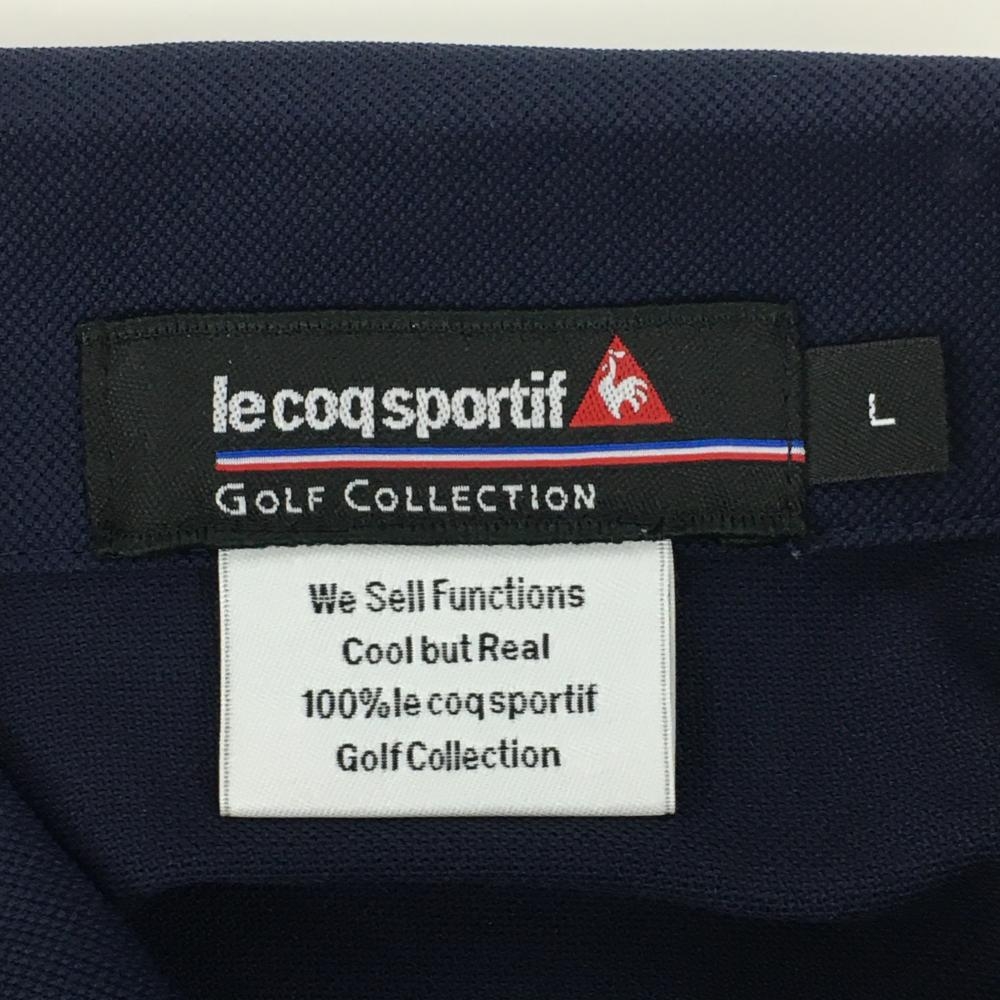 le coq sportif
GOLF COLLECTION
L
We Sell Functions
Cool but Real
100% le coq sportif
Golf Collection